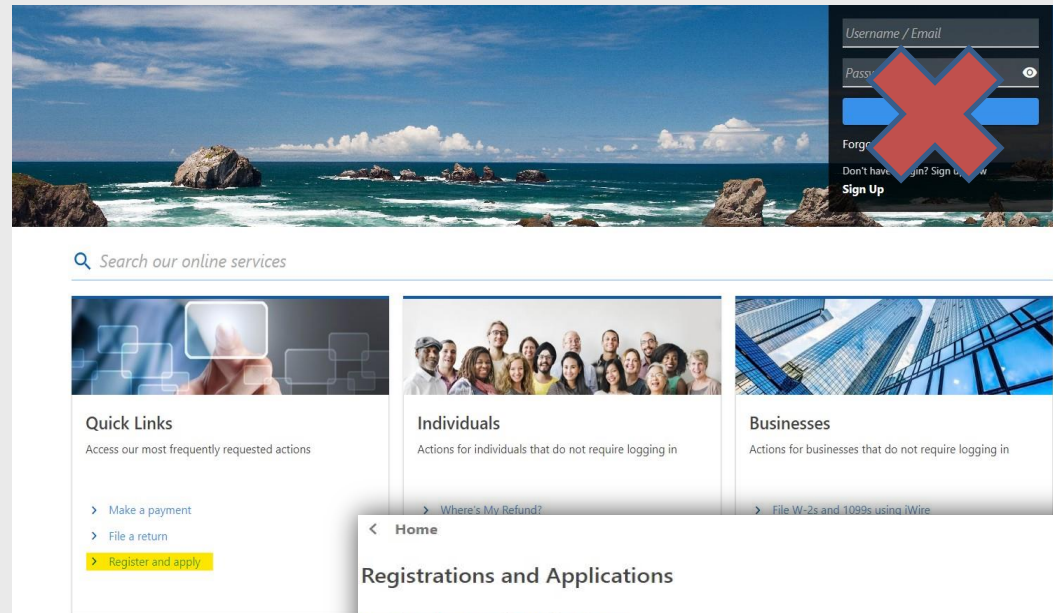 Username / Email
Forg
Don't have
gin? Sign u
w
Sign Up
Search our online services
Quick Links
Access our most frequently requested actions
> Make a payment
> File a return
> Register and apply
Individuals
Actions for individuals that do not require logging in
> Where's My Refund?
Businesses
Actions for businesses that do not require logging in
> File W-2s and 1099s using iWire
< Home
Registrations and Applications